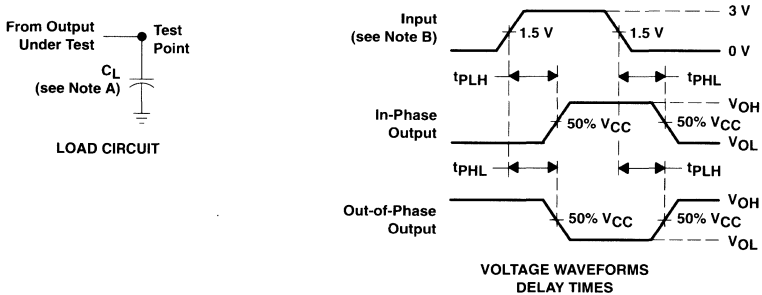 From Output
Under Test
Test
Point
CL
(see Note A)
LOAD CIRCUIT
Input
(see Note B)
1.5 V
1.5 V
3 V
0 V
tPLH
tPHL
In-Phase
Output
50% VCC
50% VCC
VOH
VOL
tPHL
tPLH
Out-of-Phase
Output
50% VCC
50% VCC
VOH
VOL
VOLTAGE WAVEFORMS
DELAY TIMES